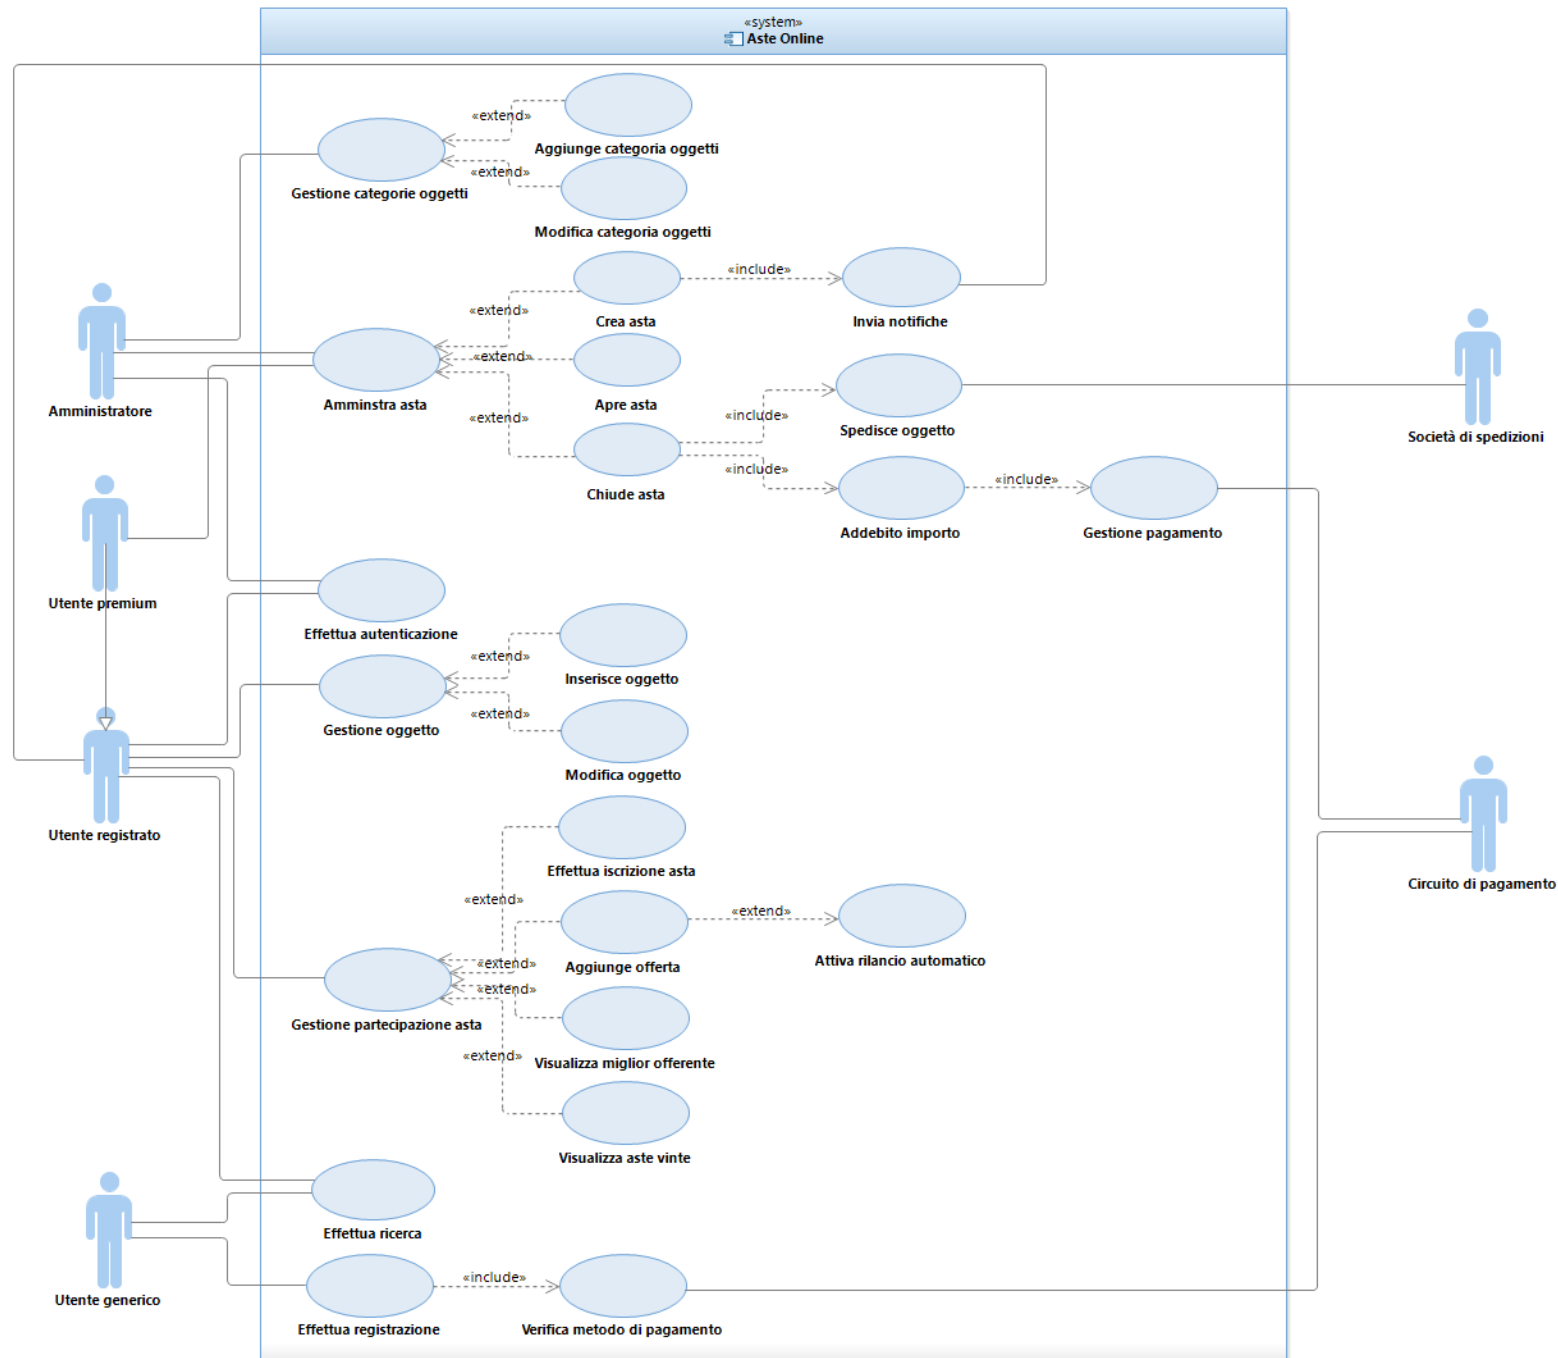 «system»
Aste Online
«extend»
Aggiunge categoria oggetti
«extend»
Gestione categorie oggetti
Modifica categoria oggetti
«include»
«extend»
Crea asta
Invia notifiche
«extend»
Amminstra asta
Apre asta
Amministratore
«extend»
«include»
Spedisce oggetto
Società di spedizioni
«include»
«include»
Chiude asta
Addebito importo
Gestione pagamento
Utente premium
Effettua autenticazione
«extend»
Inserisce oggetto
«extend»
Gestione oggetto
Modifica oggetto
Utente registrato
Effettua iscrizione asta
Circuito di pagamento
«extend»
«extend»
Attiva rilancio automatico
«extend»
Aggiunge offerta
«extend»
Gestione partecipazione asta
«extend»
Visualizza miglior offerente
Visualizza aste vinte
Effettua ricerca
«include»
Utente generico
Effettua registrazione
Verifica metodo di pagamento